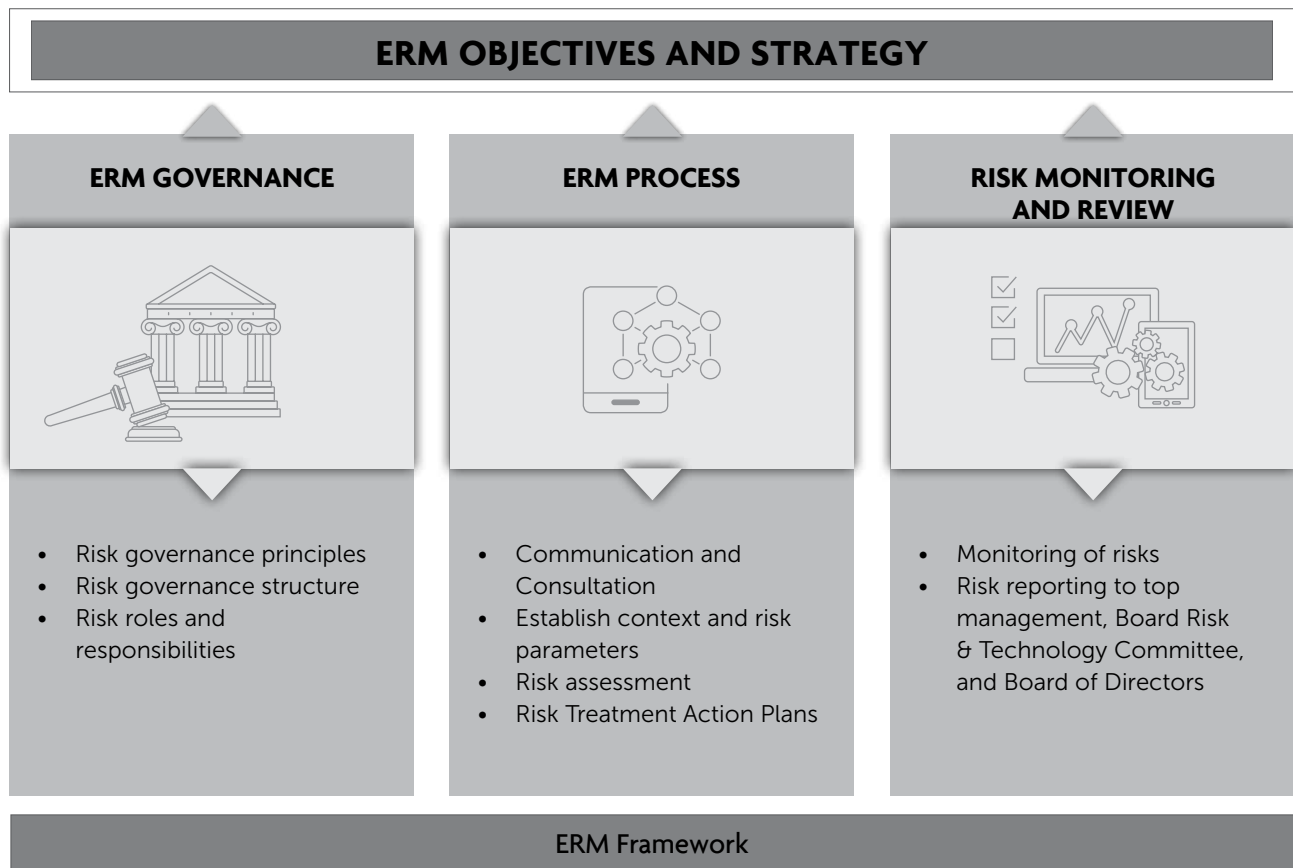 ERM OBJECTIVES AND STRATEGY
ERM GOVERNANCE
• Risk governance principles
• Risk governance structure
• Risk roles and
responsibilities
ERM PROCESS
• Communication and
Consultation
• Establish context and risk
parameters
• Risk assessment
• Risk Treatment Action Plans
RISK MONITORING
AND REVIEW
• Monitoring of risks
• Risk reporting to top
management, Board Risk
& Technology Committee,
and Board of Directors
ERM Framework